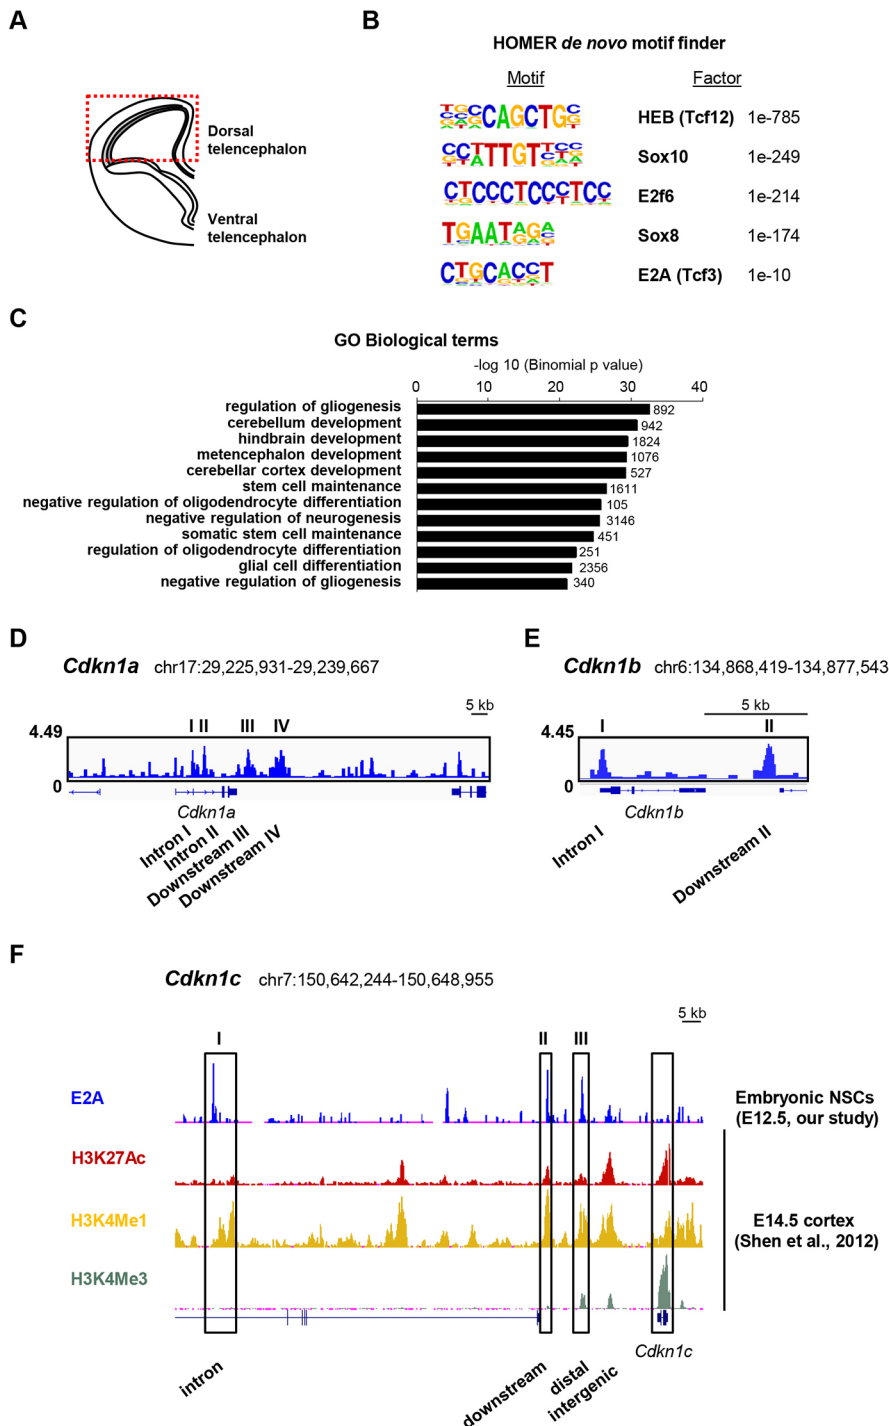 A
Dorsal
telencephalon
Ventral
telencephalon
B
HOMER de novo motif finder
Motif Factor
CAGCTG HEB (Tcf12) 1e-785
CCTTTGTTCC Sox10 1e-249
CTCCCTCCCTCC E2f6 1e-214
TGAATAGA Sox8 1e-174
CTGCACCT E2A (Tcf3) 1e-10
C
GO Biological terms
-log 10 (Binomial p value)
0 10 20 30 40
regulation of gliogenesis 892
cerebellum development 942
hindbrain development 1824
metencephalon development 1076
cerebellar cortex development 527
stem cell maintenance 1611
negative regulation of oligodendrocyte differentiation 105
negative regulation of neurogenesis 3146
somatic stem cell maintenance 451
regulation of oligodendrocyte differentiation 251
glial cell differentiation 2356
negative regulation of gliogenesis 340
D
Cdkn1a chr17:29,225,931-29,239,667
5 kb
I II III IV
4.49
0
Cdkn1a
Intron I
Intron II
Downstream III
Downstream IV
E
Cdkn1b chr6:134,868,419-134,877,543
5 kb
I II
4.45
0
Cdkn1b
Intron I
Downstream II
F
Cdkn1c chr7:150,642,244-150,648,955
5 kb
I II III
E2A
Embryonic NSCs
(E12.5, our study)
H3K27Ac
H3K4Me1
E14.5 cortex
(Shen et al., 2012)
H3K4Me3
Cdkn1c
intron
downstream
distal
intergenic